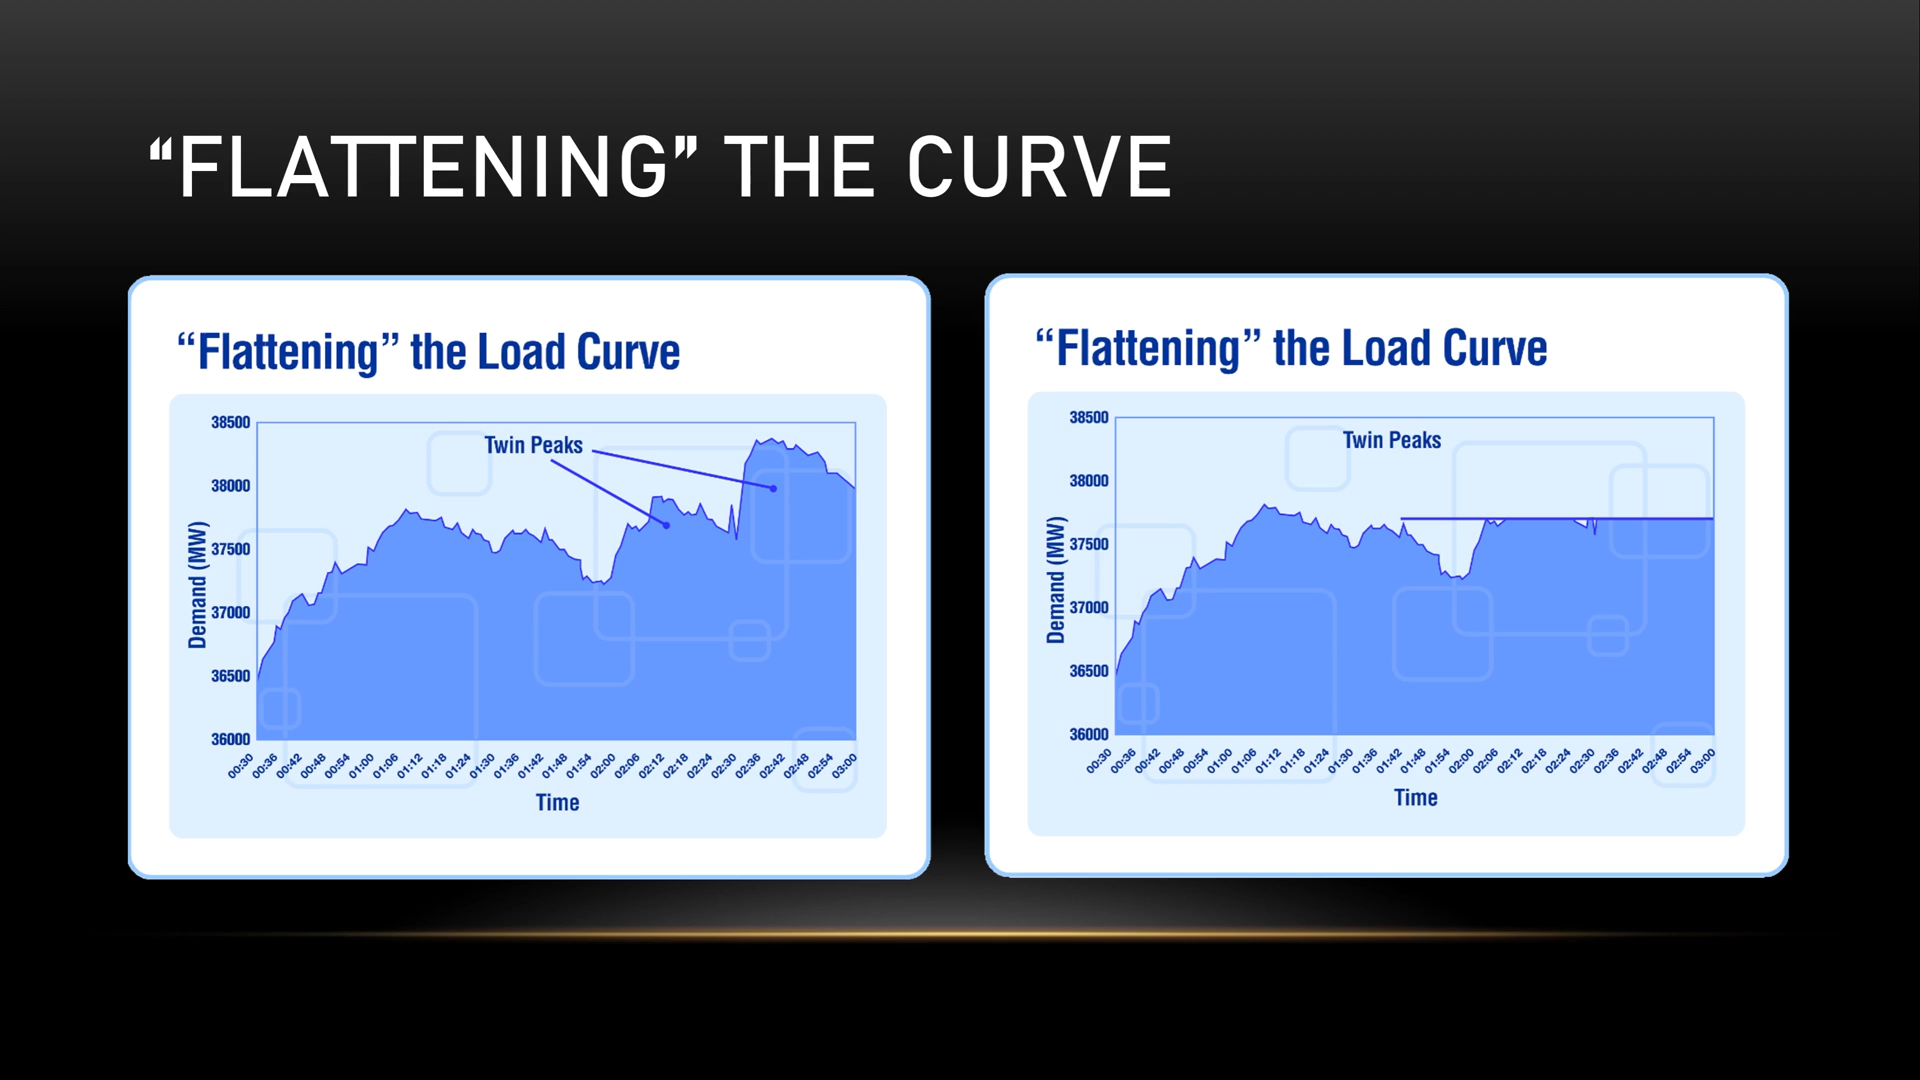 “FLATTENING” THE CURVE
“Flattening” the Load Curve
38500
38000
37500
37000
36500
36000
Demand (MW)
Twin Peaks
00:30 00:36 00:42 00:48 00:54 01:00 01:06 01:12 01:18 01:24 01:30 01:36 01:42 01:48 01:54 02:00 02:06 02:12 02:18 02:24 02:30 02:36 02:42 02:48 02:54 03:00
Time
“Flattening” the Load Curve
38500
38000
37500
37000
36500
36000
Demand (MW)
Twin Peaks
00:30 00:36 00:42 00:48 00:54 01:00 01:06 01:12 01:18 01:24 01:30 01:36 01:42 01:48 01:54 02:00 02:06 02:12 02:18 02:24 02:30 02:36 02:42 02:48 02:54 03:00
Time